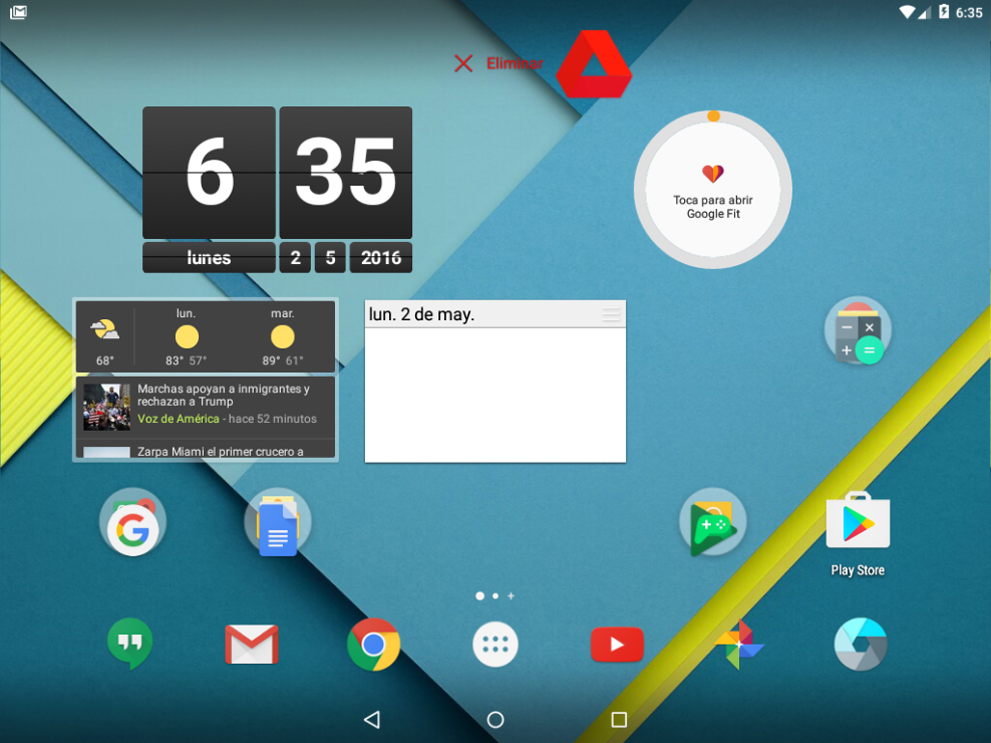 6:35
Eliminar
6 35
lunes 2 5 2016
Toca para abrir
Google Fit
lun. mar.
68° 83° 57° 89° 61°
Marchas apoyan a inmigrantes y
rechazan a Trump
Voz de América - hace 52 minutos
Zarpa Miami el primer crucero a
lun. 2 de may.
Play Store